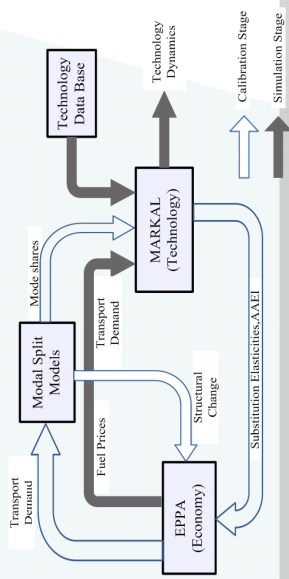 Transport
Demand
Modal Split
Models
Mode shares
Technology
Data Base
Fuel Prices
Transport
Demand
Technology
Dynamics
EPPA
(Economy)
Structural
Change
MARKAL
(Technology)
Substitution Elasticities,AAEI
Calibration Stage
Simulation Stage